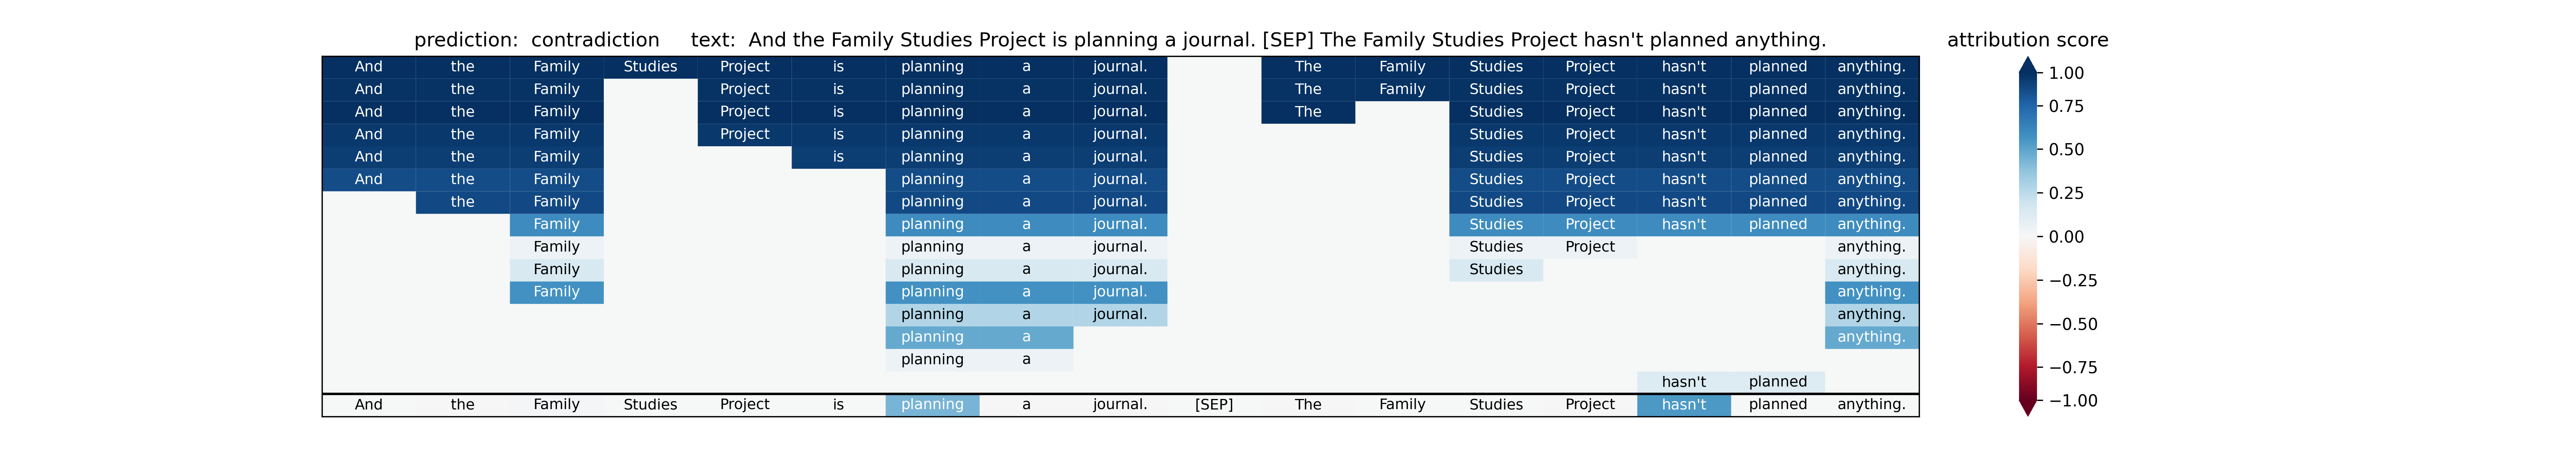 prediction:  contradiction     text:  And the Family Studies Project is planning a journal. [SEP] The Family Studies Project hasn't planned anything.
attribution score
And the Family Studies Project is planning a journal. The Family Studies Project hasn't planned anything.
And the Family Project is planning a journal. The Family Studies Project hasn't planned anything.
And the Family Project is planning a journal. The Studies Project hasn't planned anything.
And the Family Project is planning a journal. Studies Project hasn't planned anything.
And the Family is planning a journal. Studies Project hasn't planned anything.
And the Family planning a journal. Studies Project hasn't planned anything.
the Family planning a journal. Studies Project hasn't planned anything.
Family planning a journal. Studies Project hasn't planned anything.
Family planning a journal. Studies Project anything.
Family planning a journal. Studies anything.
Family planning a journal. anything.
planning a journal. anything.
planning a anything.
planning a
hasn't planned
And the Family Studies Project is planning a journal. [SEP] The Family Studies Project hasn't planned anything.
1.00
0.75
0.50
0.25
0.00
−0.25
−0.50
−0.75
−1.00